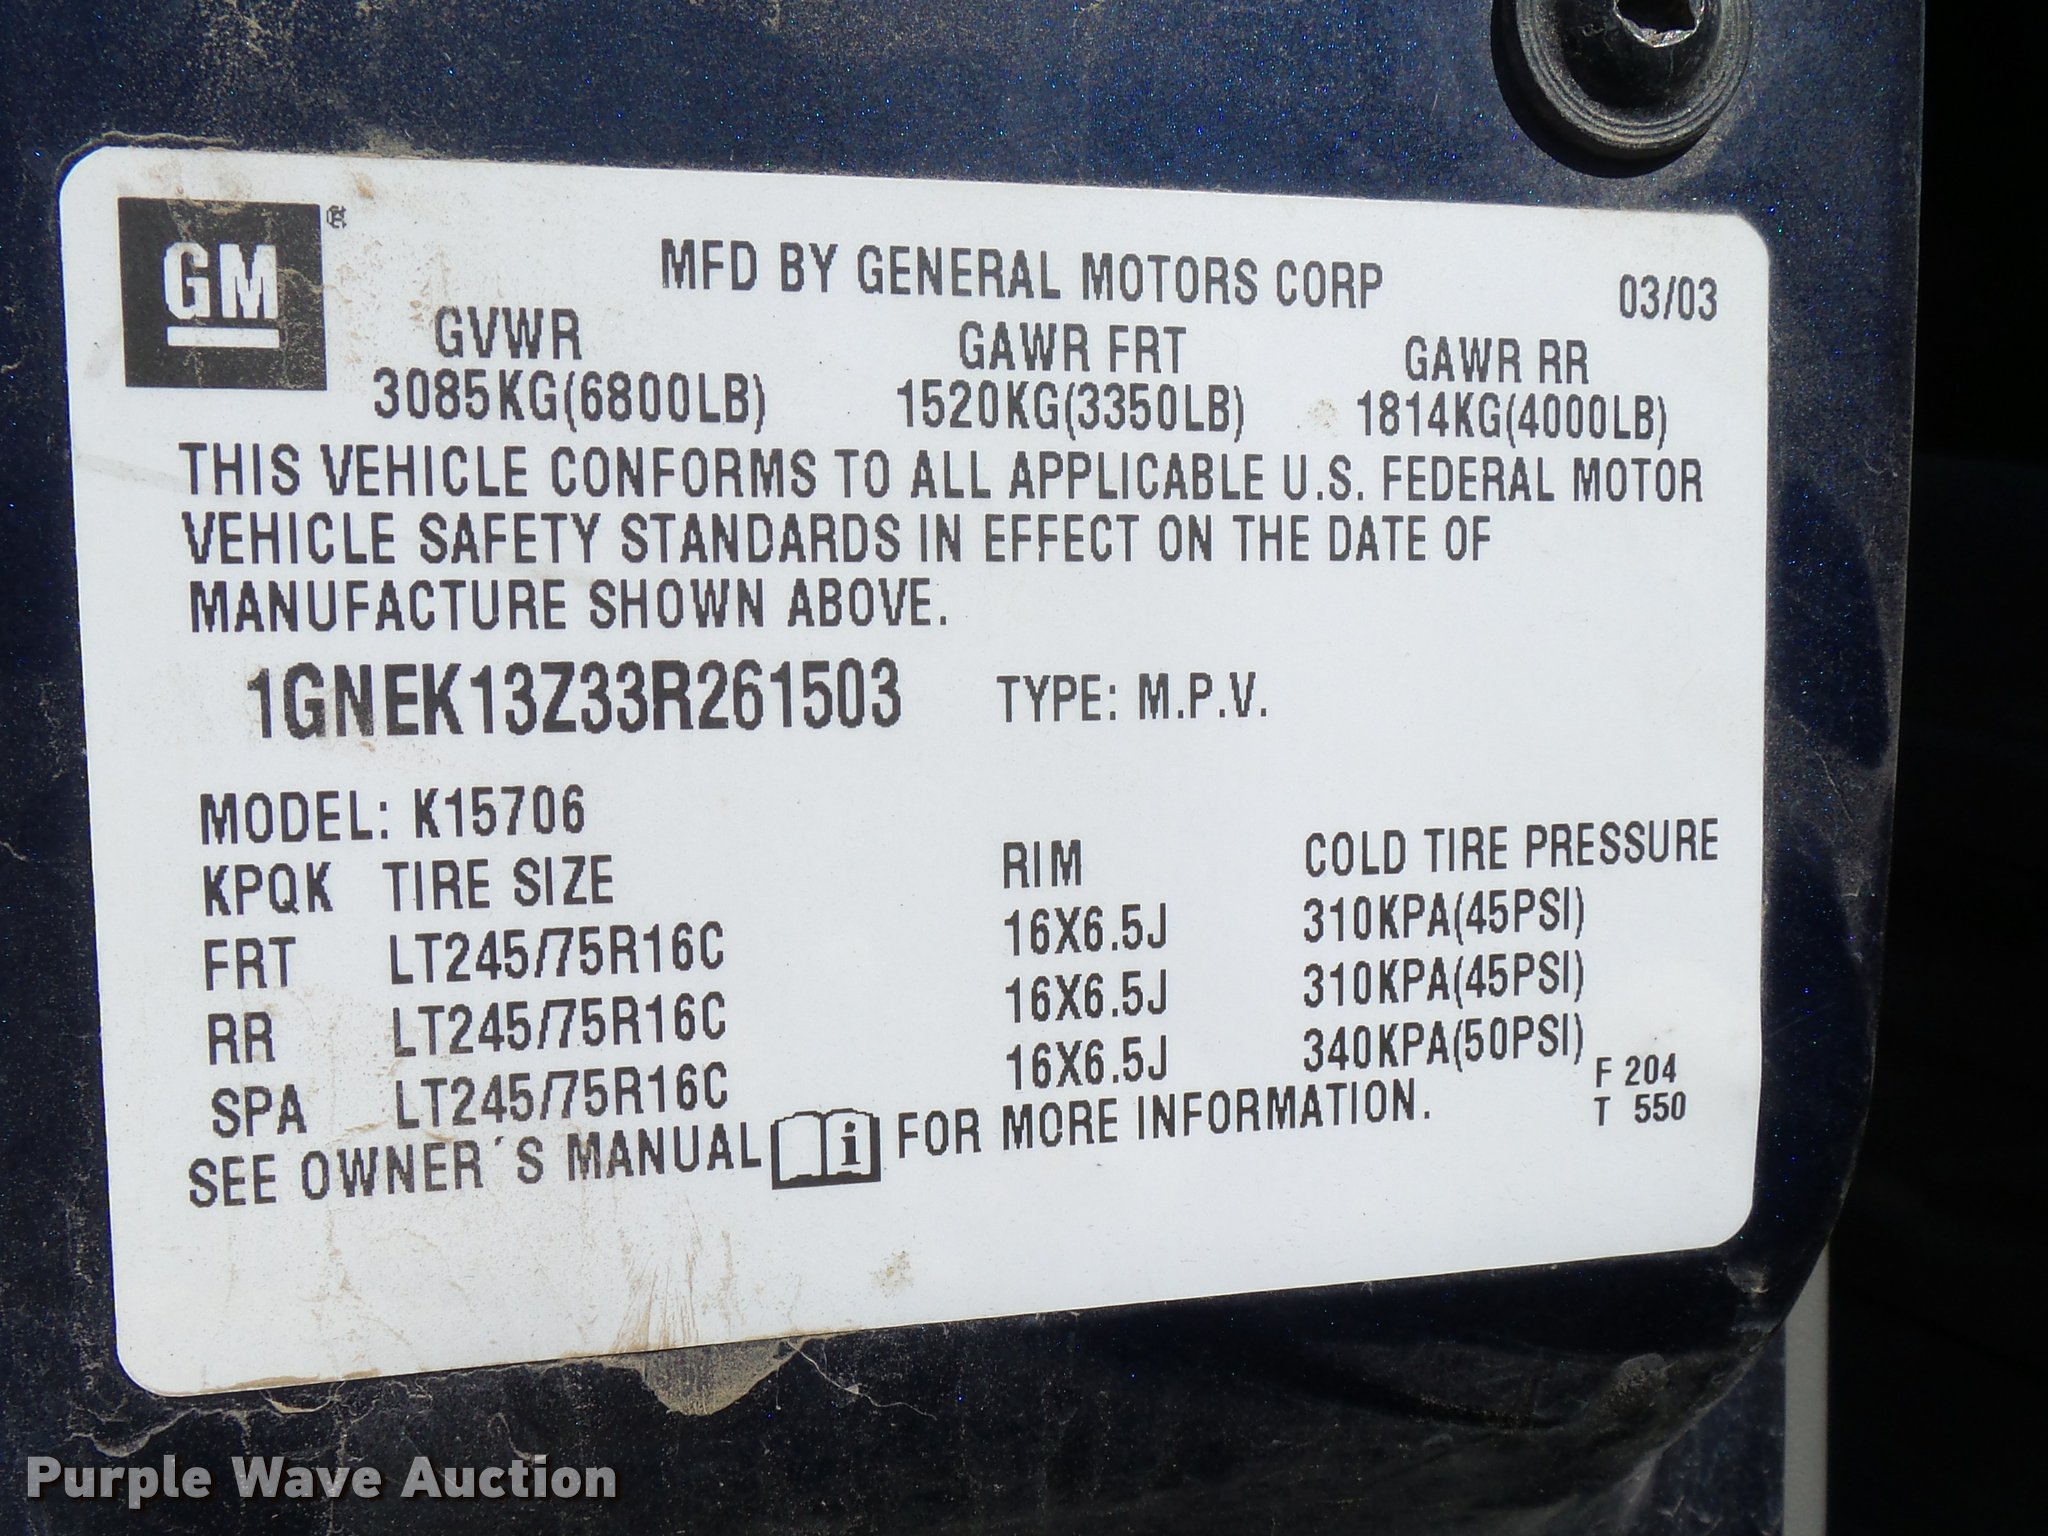 GM®
MFD BY GENERAL MOTORS CORP 03/03
GVWR GAWR FRT GAWR RR
3085KG(6800LB) 1520KG(3350LB) 1814KG(4000LB)
THIS VEHICLE CONFORMS TO ALL APPLICABLE U.S. FEDERAL MOTOR
VEHICLE SAFETY STANDARDS IN EFFECT ON THE DATE OF
MANUFACTURE SHOWN ABOVE.
1GNEK13Z33R261503 TYPE: M.P.V.
MODEL: K15706
KPQK TIRE SIZE RIM COLD TIRE PRESSURE
FRT LT245/75R16C 16X6.5J 310KPA(45PSI)
RR LT245/75R16C 16X6.5J 310KPA(45PSI)
SPA LT245/75R16C 16X6.5J 340KPA(50PSI)
SEE OWNER´S MANUAL i FOR MORE INFORMATION.
F 204
T 550
Purple Wave Auction